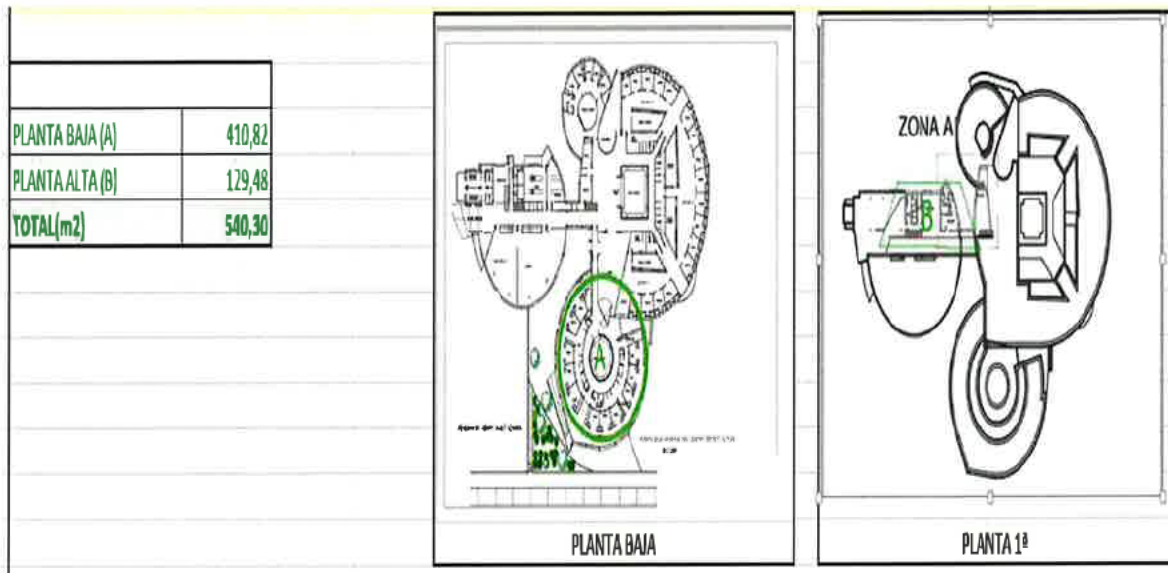 PLANTA BAJA (A) 410,82
PLANTA ALTA (B) 129,48
TOTAL(m2) 540,30
A
PLANTA BAJA
ZONA A
B
PLANTA 1ª